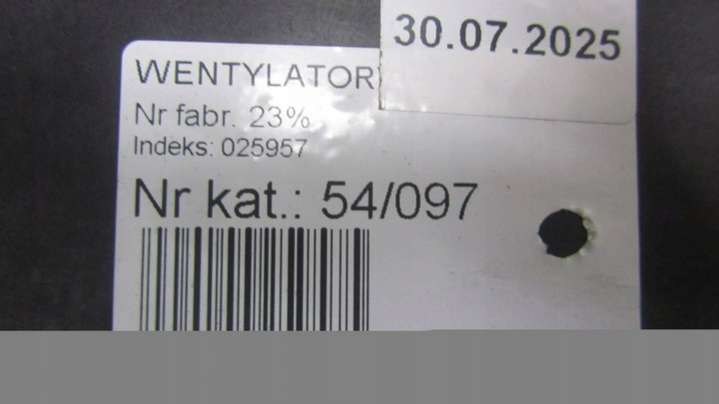 30.07.2025
WENTYLATOR
Nr fabr. 23%
Indeks: 025957
Nr kat.: 54/097